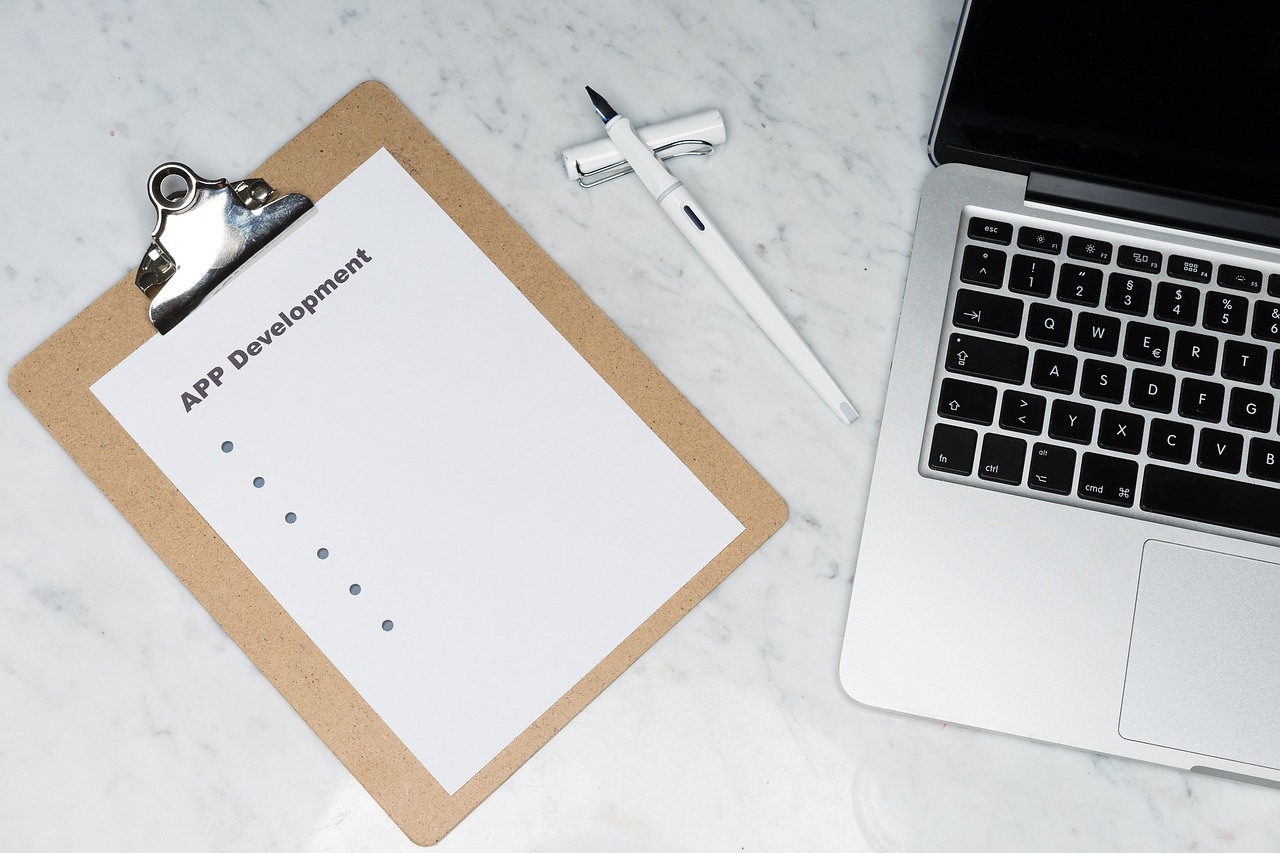 APP Development
esc F1 F2 F3 F4 F5
° ^ ! 1 " 2 § 3 $ 4 % 5 & 6
Q W E € R T
A S D F G
> < Y X C V B
fn ctrl alt cmd ⌘